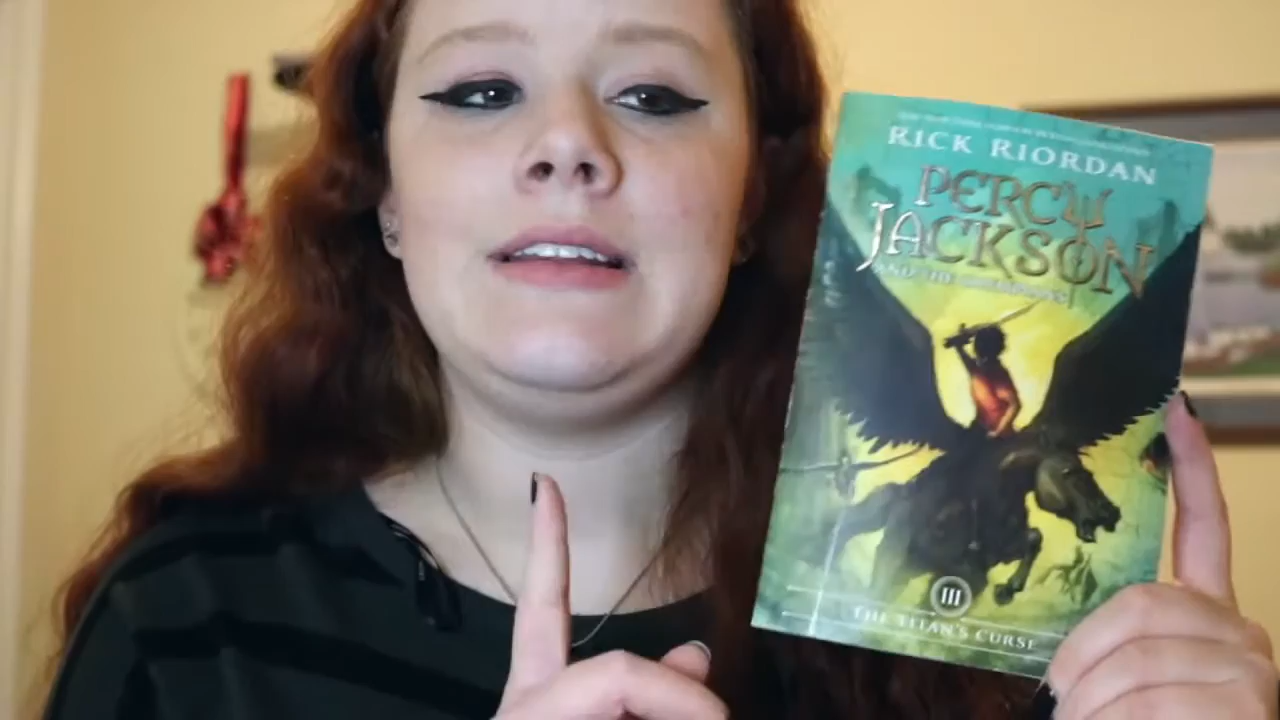 RICK RIORDAN
PERCY
JACKSON
AND THE OLYMPIANS
III
THE TITAN'S CURSE